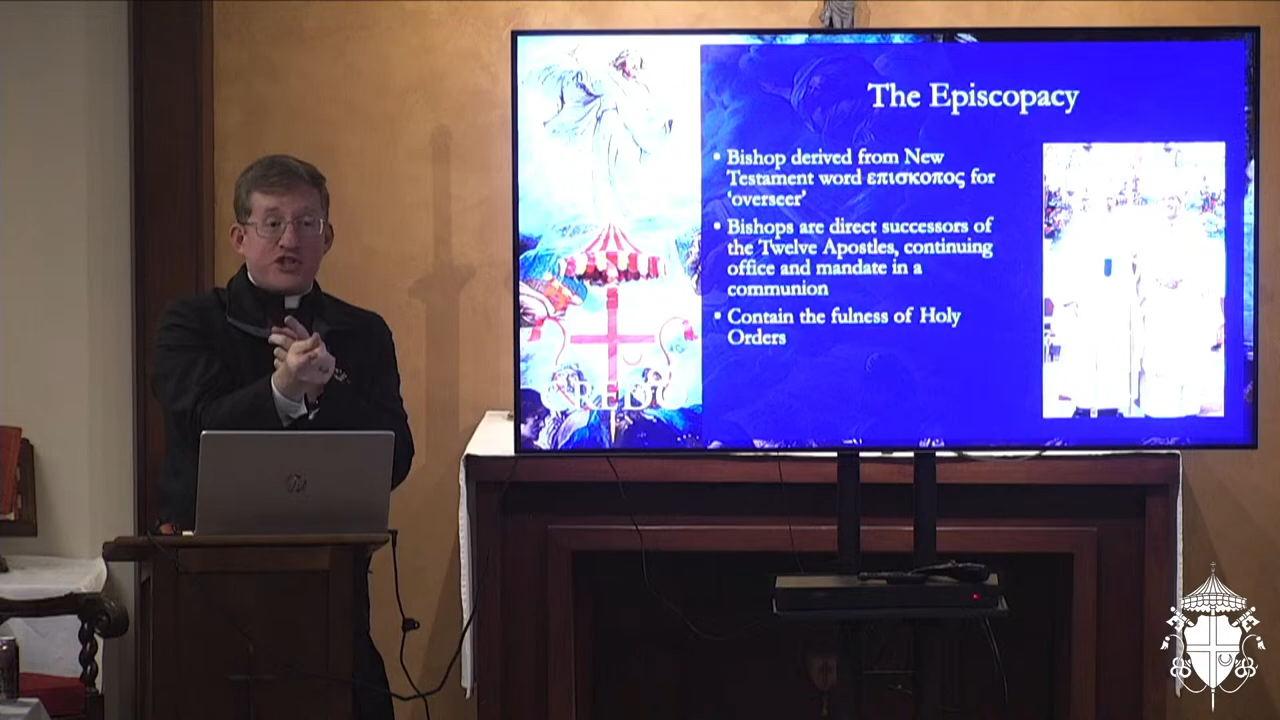 The Episcopacy
• Bishop derived from New
Testament word επισκοπος for
‘overseer’
• Bishops are direct successors of
the Twelve Apostles, continuing
office and mandate in a
communion
• Contain the fulness of Holy
Orders
CREDO
hp